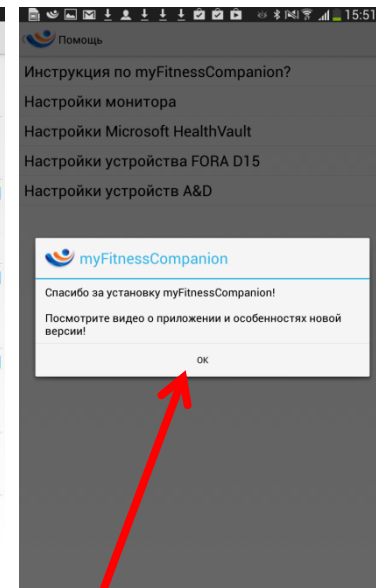 15:51
Помощь
Инструкция по myFitnessCompanion?
Настройки монитора
Настройки Microsoft HealthVault
Настройки устройства FORA D15
Настройки устройств A&D
myFitnessCompanion
Спасибо за установку myFitnessCompanion!
Посмотрите видео о приложении и особенностях новой
версии!
ОК